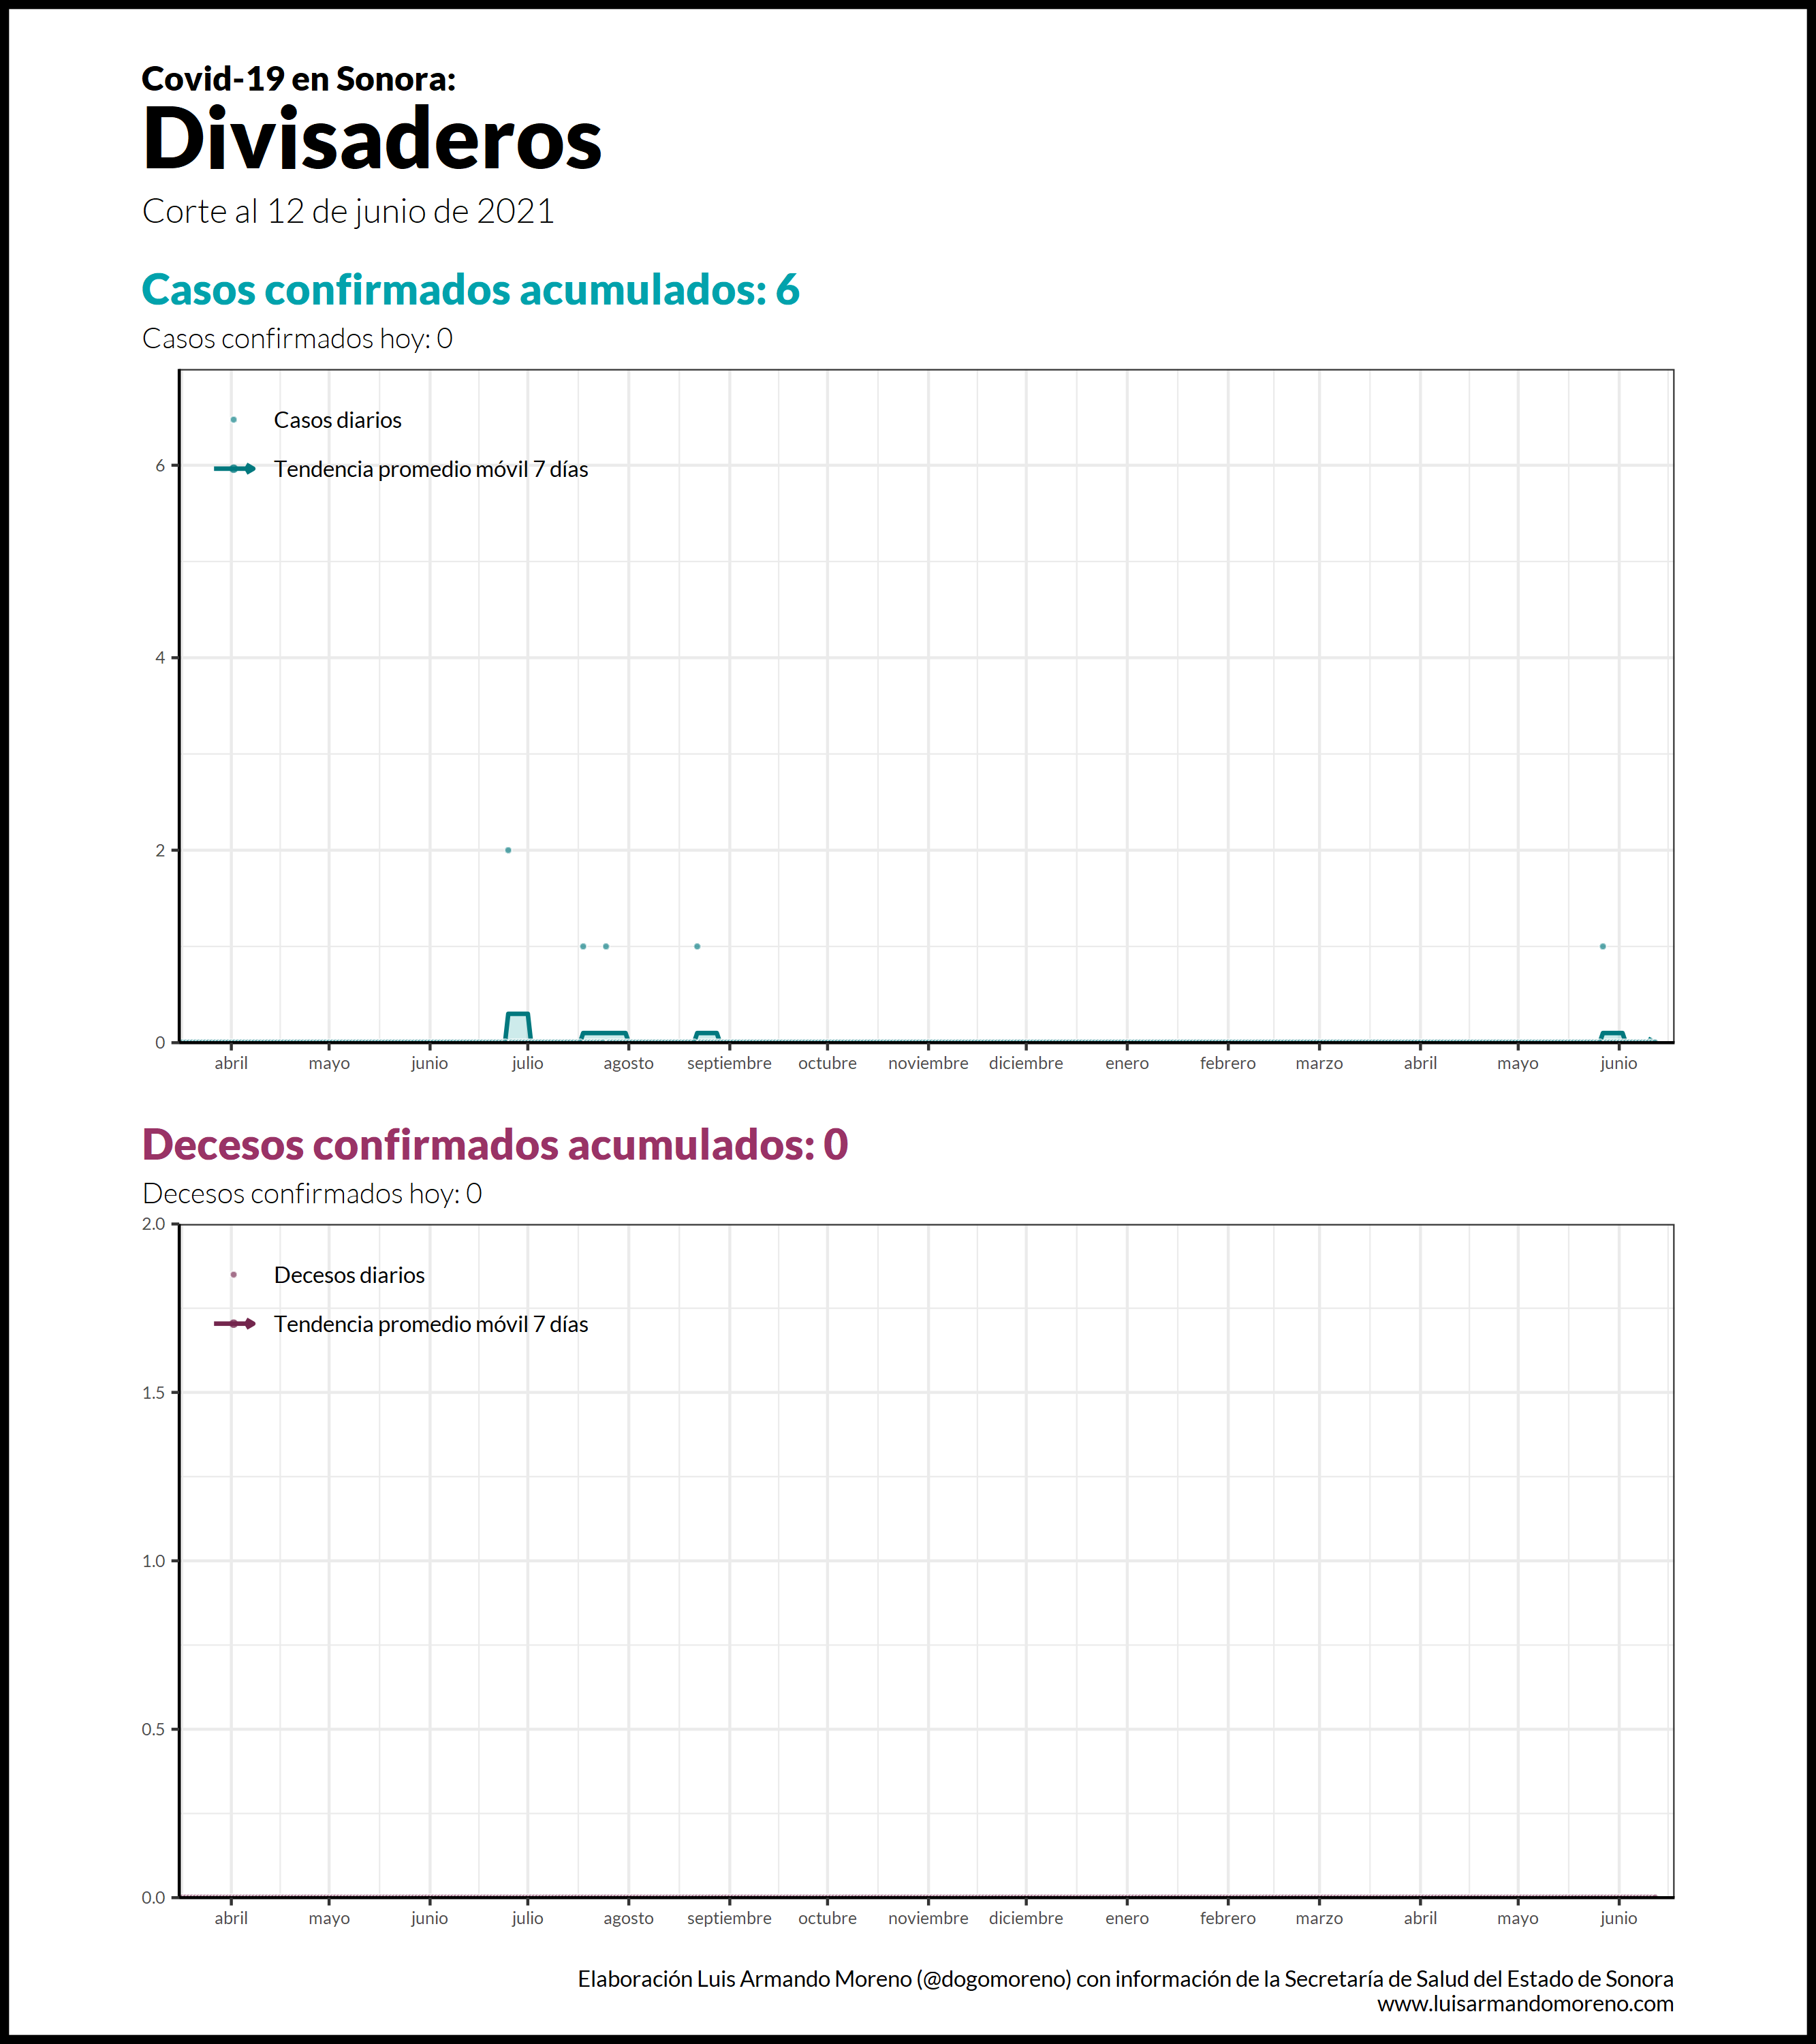 Covid-19 en Sonora:
Divisaderos
Corte al 12 de junio de 2021
Casos confirmados acumulados: 6
Casos confirmados hoy: 0
Casos diarios
Tendencia promedio móvil 7 días
6
4
2
0
abril mayo junio julio agosto septiembre octubre noviembre diciembre enero febrero marzo abril mayo junio
Decesos confirmados acumulados: 0
Decesos confirmados hoy: 0
2.0
Decesos diarios
Tendencia promedio móvil 7 días
1.5
1.0
0.5
0.0
abril mayo junio julio agosto septiembre octubre noviembre diciembre enero febrero marzo abril mayo junio
Elaboración Luis Armando Moreno (@dogomoreno) con información de la Secretaría de Salud del Estado de Sonora
www.luisarmandomoreno.com